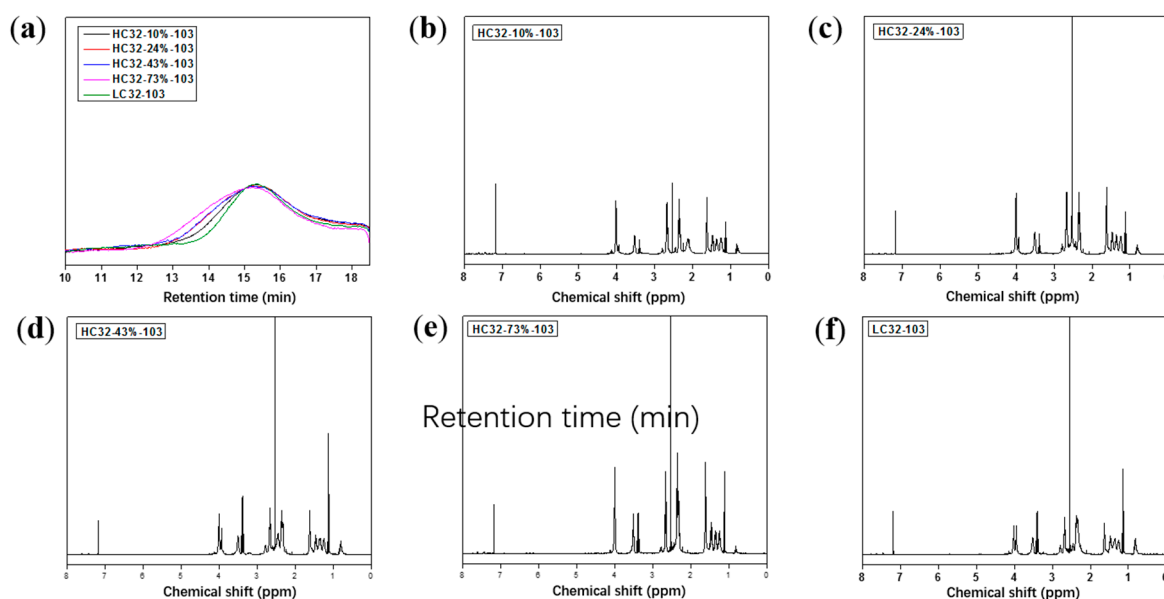 (a)
HC32-10%-103
HC32-24%-103
HC32-43%-103
HC32-73%-103
LC32-103
10 11 12 13 14 15 16 17 18
Retention time (min)
(b)
HC32-10%-103
8 6 4 2 0
Chemical shift (ppm)
(c)
HC32-24%-103
8 7 6 5 4 3 2 1
Chemical shift (ppm)
(d)
HC32-43%-103
8 7 6 5 4 3 2 1 0
Chemical shift (ppm)
(e)
HC32-73%-103
Retention time (min)
8 7 6 5 4 3 2 1 0
Chemical shift (ppm)
(f)
LC32-103
8 7 6 5 4 3 2 1 0
Chemical shift (ppm)